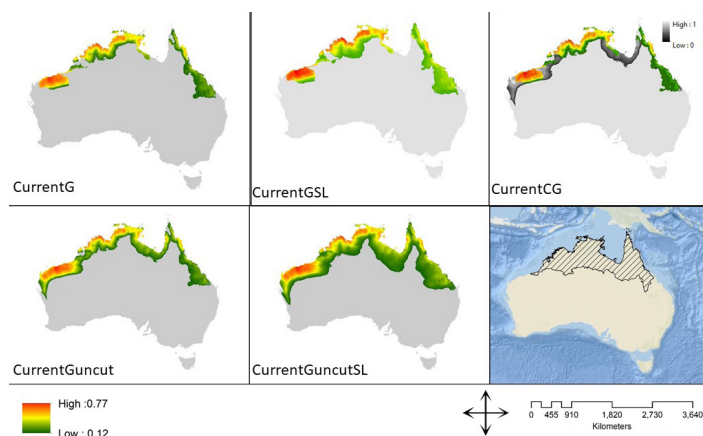 High : 1
Low : 0
CurrentG
CurrentGSL
CurrentCG
CurrentGuncut
CurrentGuncutSL
High :0.77
Low : 0.12
0 455 910 1,820 2,730 3,640
Kilometers